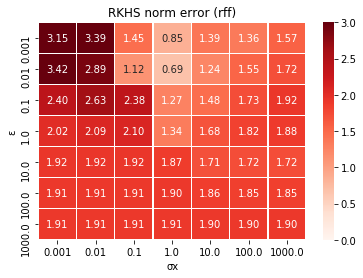 RKHS norm error (rff)
3.15 3.39 1.45 0.85 1.39 1.36 1.57
3.42 2.89 1.12 0.69 1.24 1.55 1.72
2.40 2.63 2.38 1.27 1.48 1.73 1.92
2.02 2.09 2.10 1.34 1.68 1.82 1.88
1.92 1.92 1.92 1.87 1.71 1.72 1.72
1.91 1.91 1.91 1.90 1.86 1.85 1.85
1.91 1.91 1.91 1.91 1.90 1.90 1.90
0.001 0.01 0.1 1.0 10.0 100.0 1000.0
σx
ε
0.001
0.01
0.1
1.0
10.0
100.0
1000.0
3.0
2.5
2.0
1.5
1.0
0.5
0.0